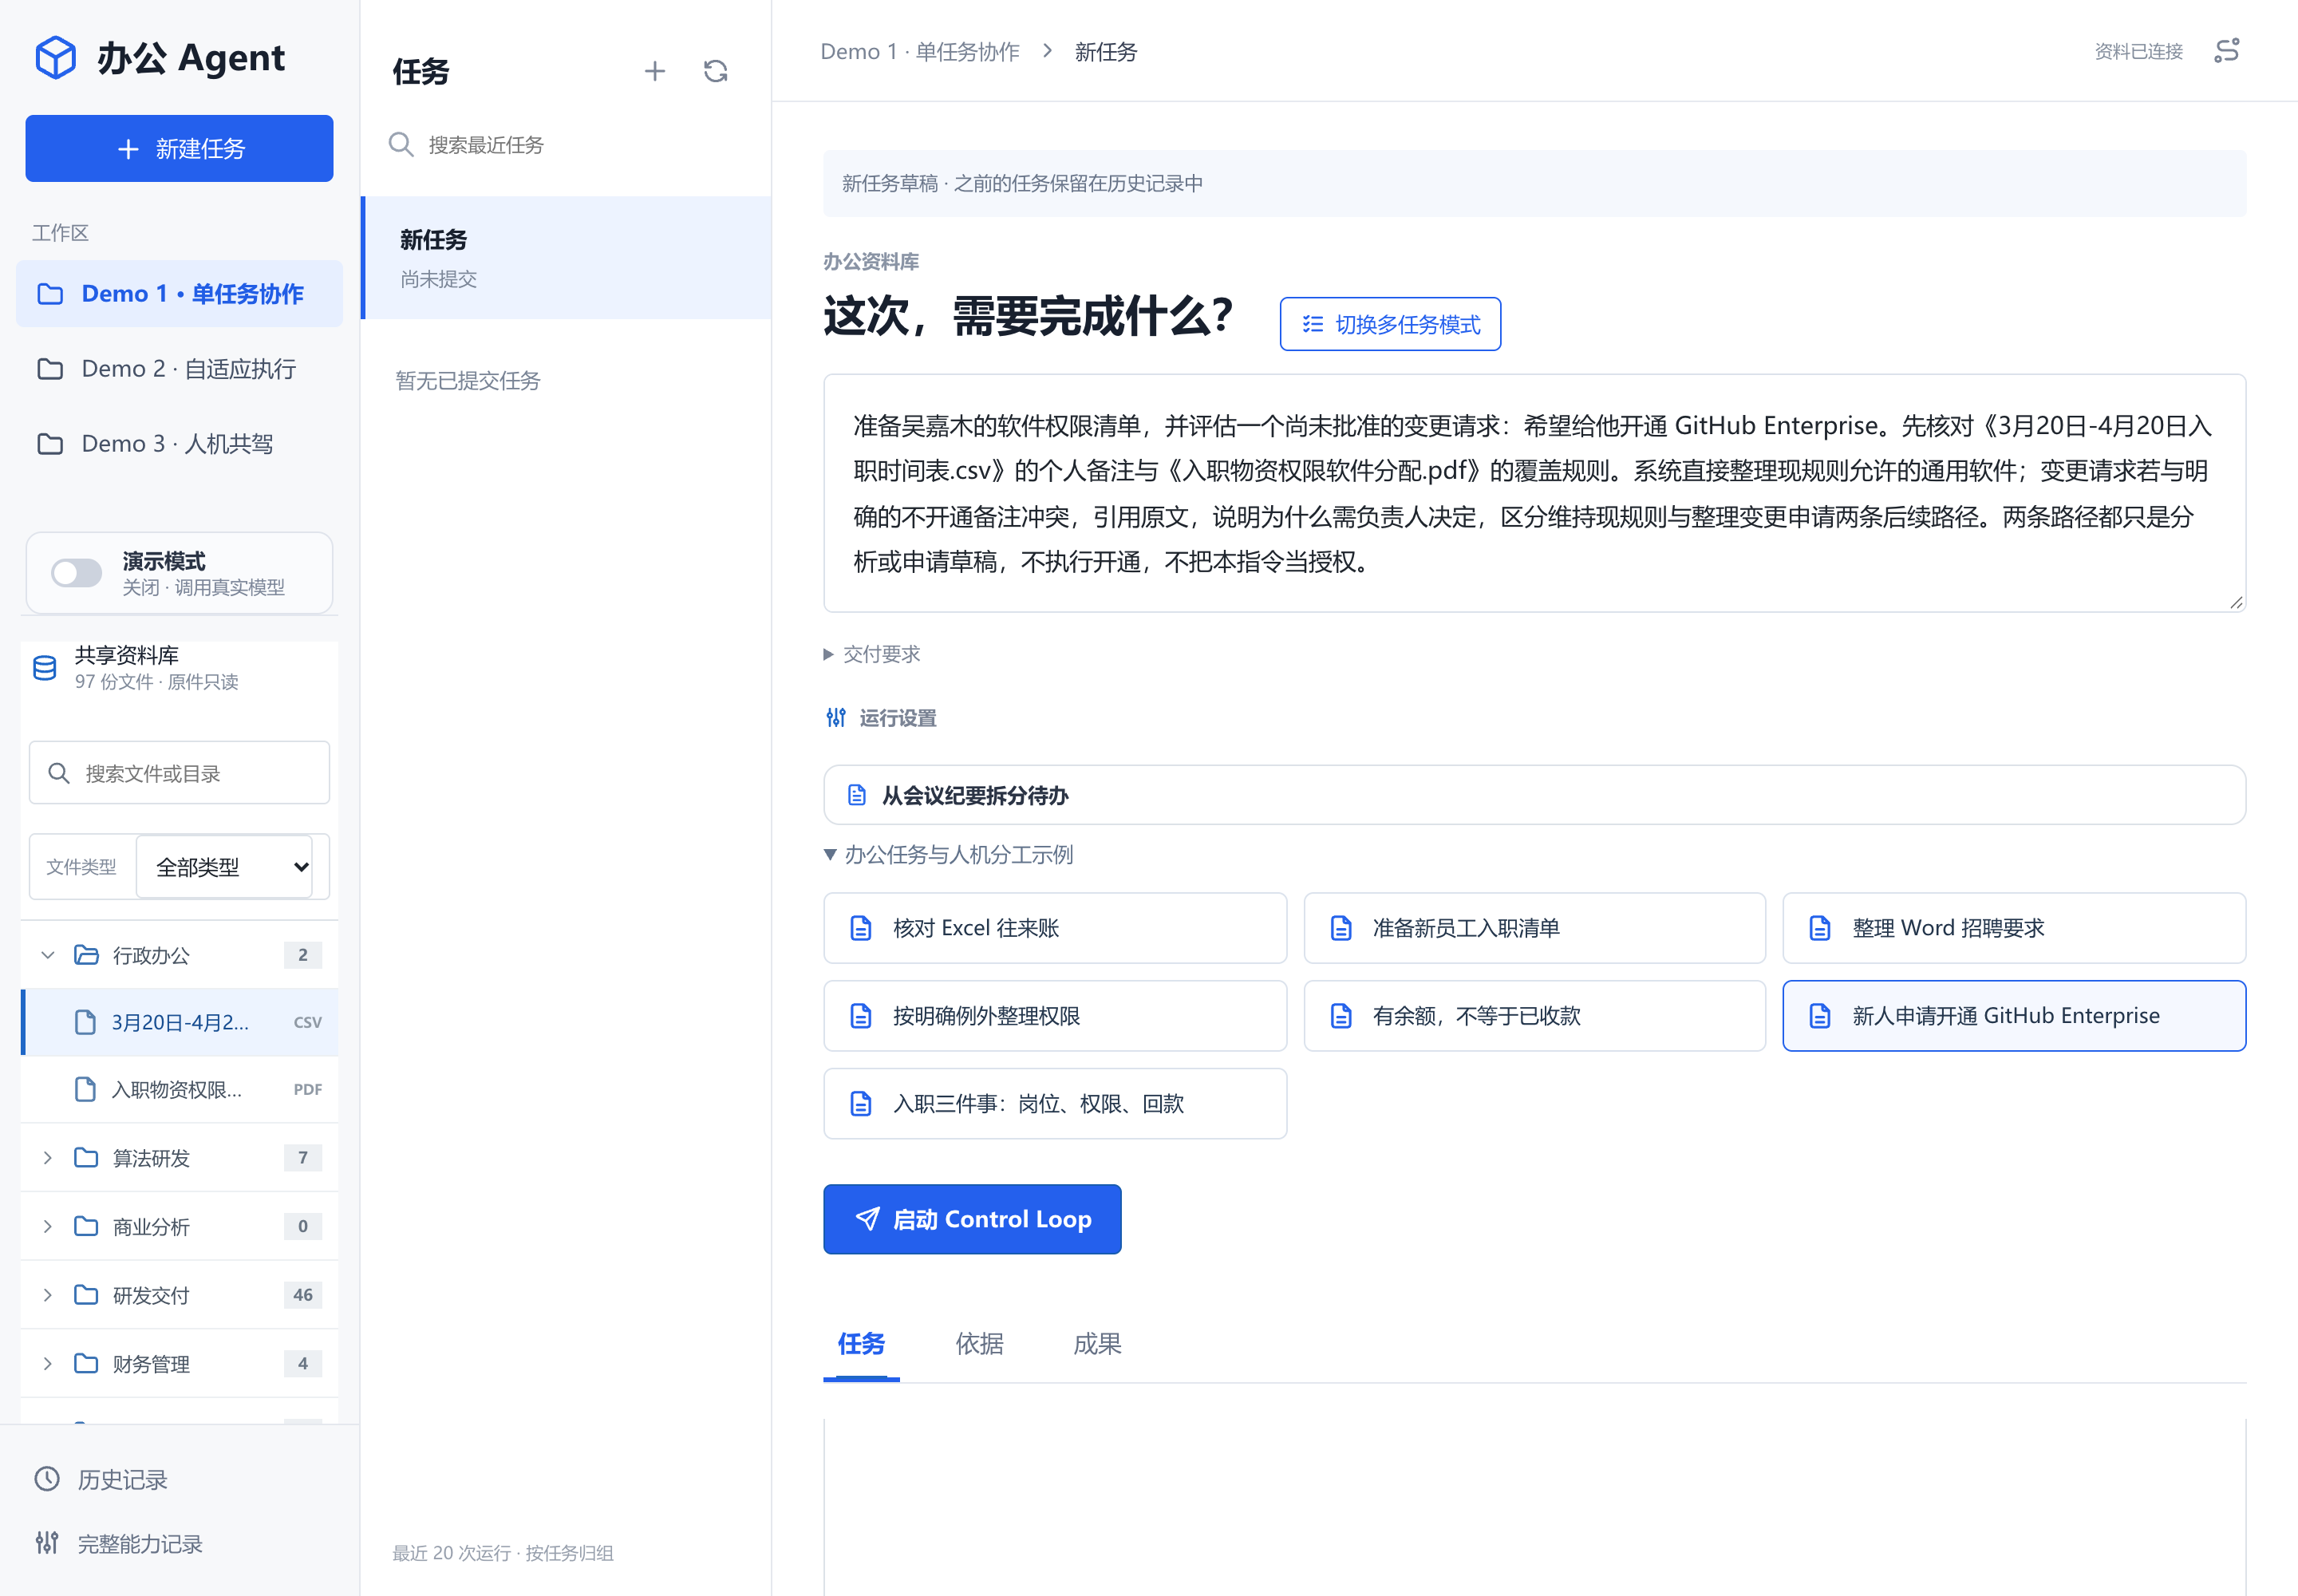 办公 Agent
新建任务
工作区
Demo 1 • 单任务协作
Demo 2 · 自适应执行
Demo 3 · 人机共驾
演示模式
关闭 · 调用真实模型
共享资料库
97 份文件 · 原件只读
搜索文件或目录
文件类型
全部类型
行政办公
2
3月20日-4月2...
CSV
入职物资权限...
PDF
算法研发
7
商业分析
0
研发交付
46
财务管理
4
历史记录
完整能力记录
任务
搜索最近任务
新任务
尚未提交
暂无已提交任务
最近 20 次运行 · 按任务归组
Demo 1 · 单任务协作
新任务
资料已连接
新任务草稿 · 之前的任务保留在历史记录中
办公资料库
这次，需要完成什么？
切换多任务模式
准备吴嘉木的软件权限清单，并评估一个尚未批准的变更请求：希望给他开通 GitHub Enterprise。先核对《3月20日-4月20日入
职时间表.csv》的个人备注与《入职物资权限软件分配.pdf》的覆盖规则。系统直接整理现规则允许的通用软件；变更请求若与明
确的不开通备注冲突，引用原文，说明为什么需负责人决定，区分维持现规则与整理变更申请两条后续路径。两条路径都只是分
析或申请草稿，不执行开通，不把本指令当授权。
交付要求
运行设置
从会议纪要拆分待办
办公任务与人机分工示例
核对 Excel 往来账
准备新员工入职清单
整理 Word 招聘要求
按明确例外整理权限
有余额，不等于已收款
新人申请开通 GitHub Enterprise
入职三件事：岗位、权限、回款
启动 Control Loop
任务
依据
成果